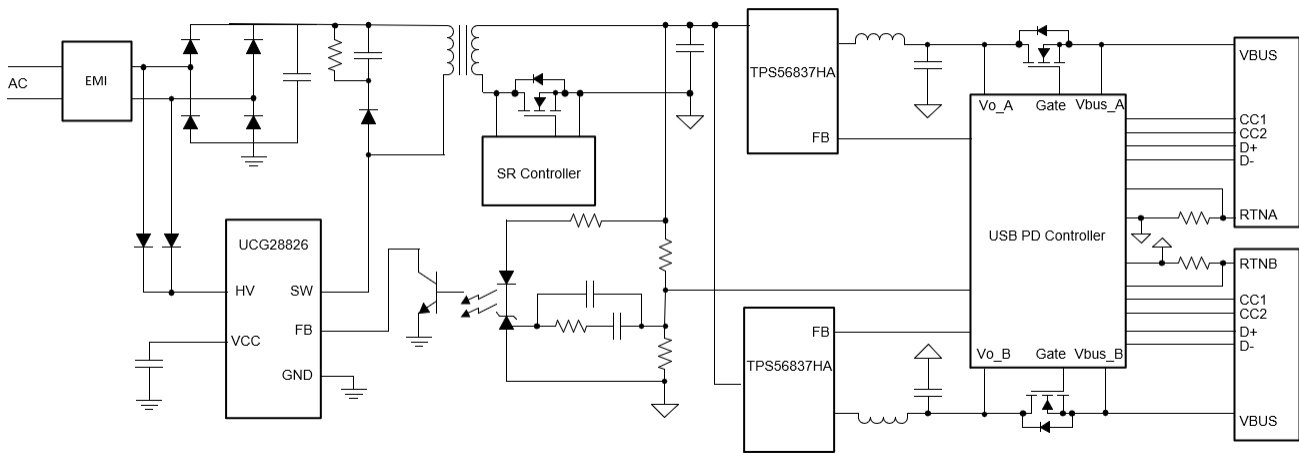 AC
EMI
UCG28826
HV
SW
FB
VCC
GND
SR Controller
TPS56837HA
FB
TPS56837HA
FB
Vo_A
Gate
Vbus_A
USB PD Controller
Vo_B
Gate
Vbus_B
VBUS
CC1
CC2
D+
D-
RTNA
RTNB
CC1
CC2
D+
D-
VBUS